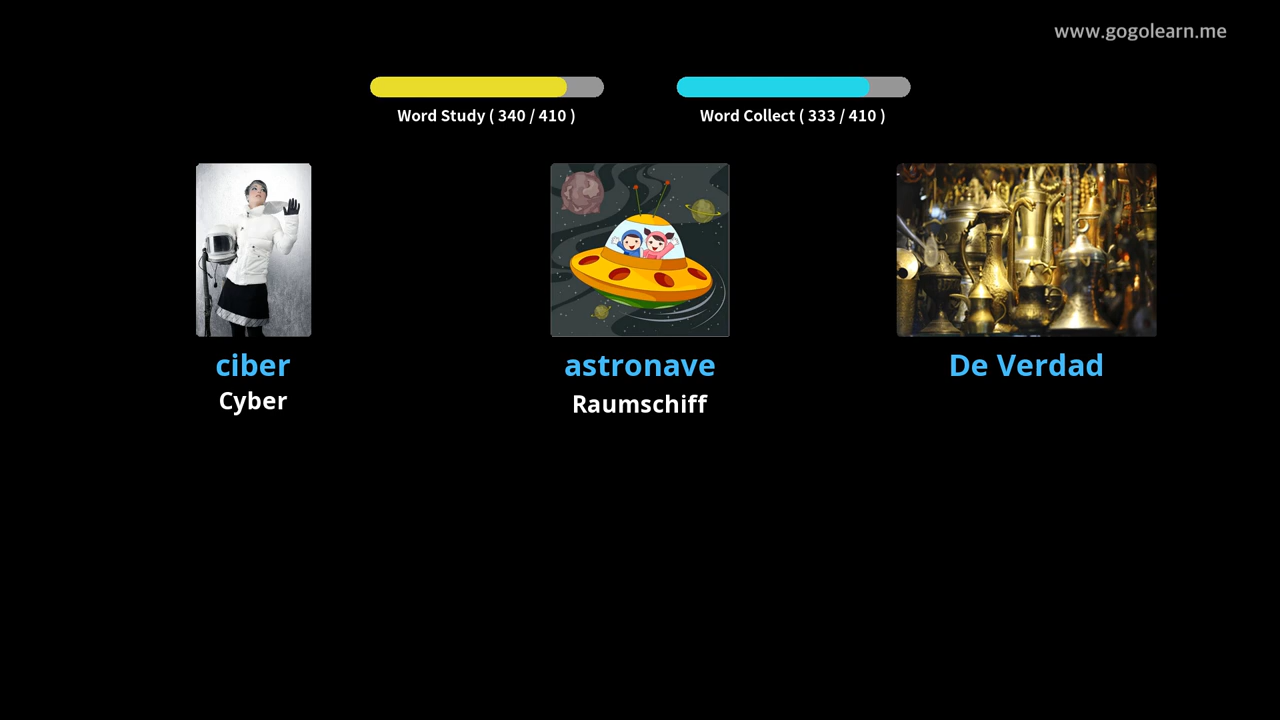 www.gogolearn.me
Word Study ( 340 / 410 )
Word Collect ( 333 / 410 )
ciber
Cyber
astronave
Raumschiff
De Verdad